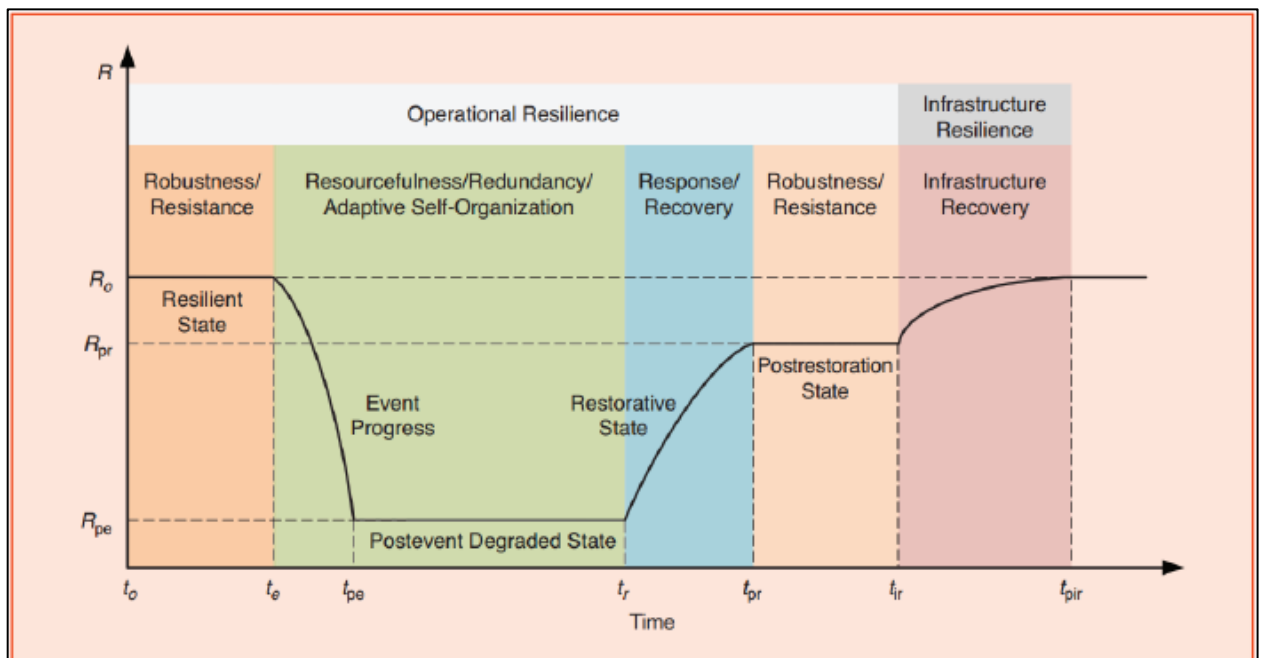 R
Operational Resilience
Infrastructure
Resilience
Robustness/
Resistance
Resourcefulness/Redundancy/
Adaptive Self-Organization
Response/
Recovery
Robustness/
Resistance
Infrastructure
Recovery
Ro
Resilient
State
Rpr
Postrestoration
State
Event
Progress
Restorative
State
Rpe
Postevent Degraded State
to
te
tpe
tr
tpr
tir
tpir
Time